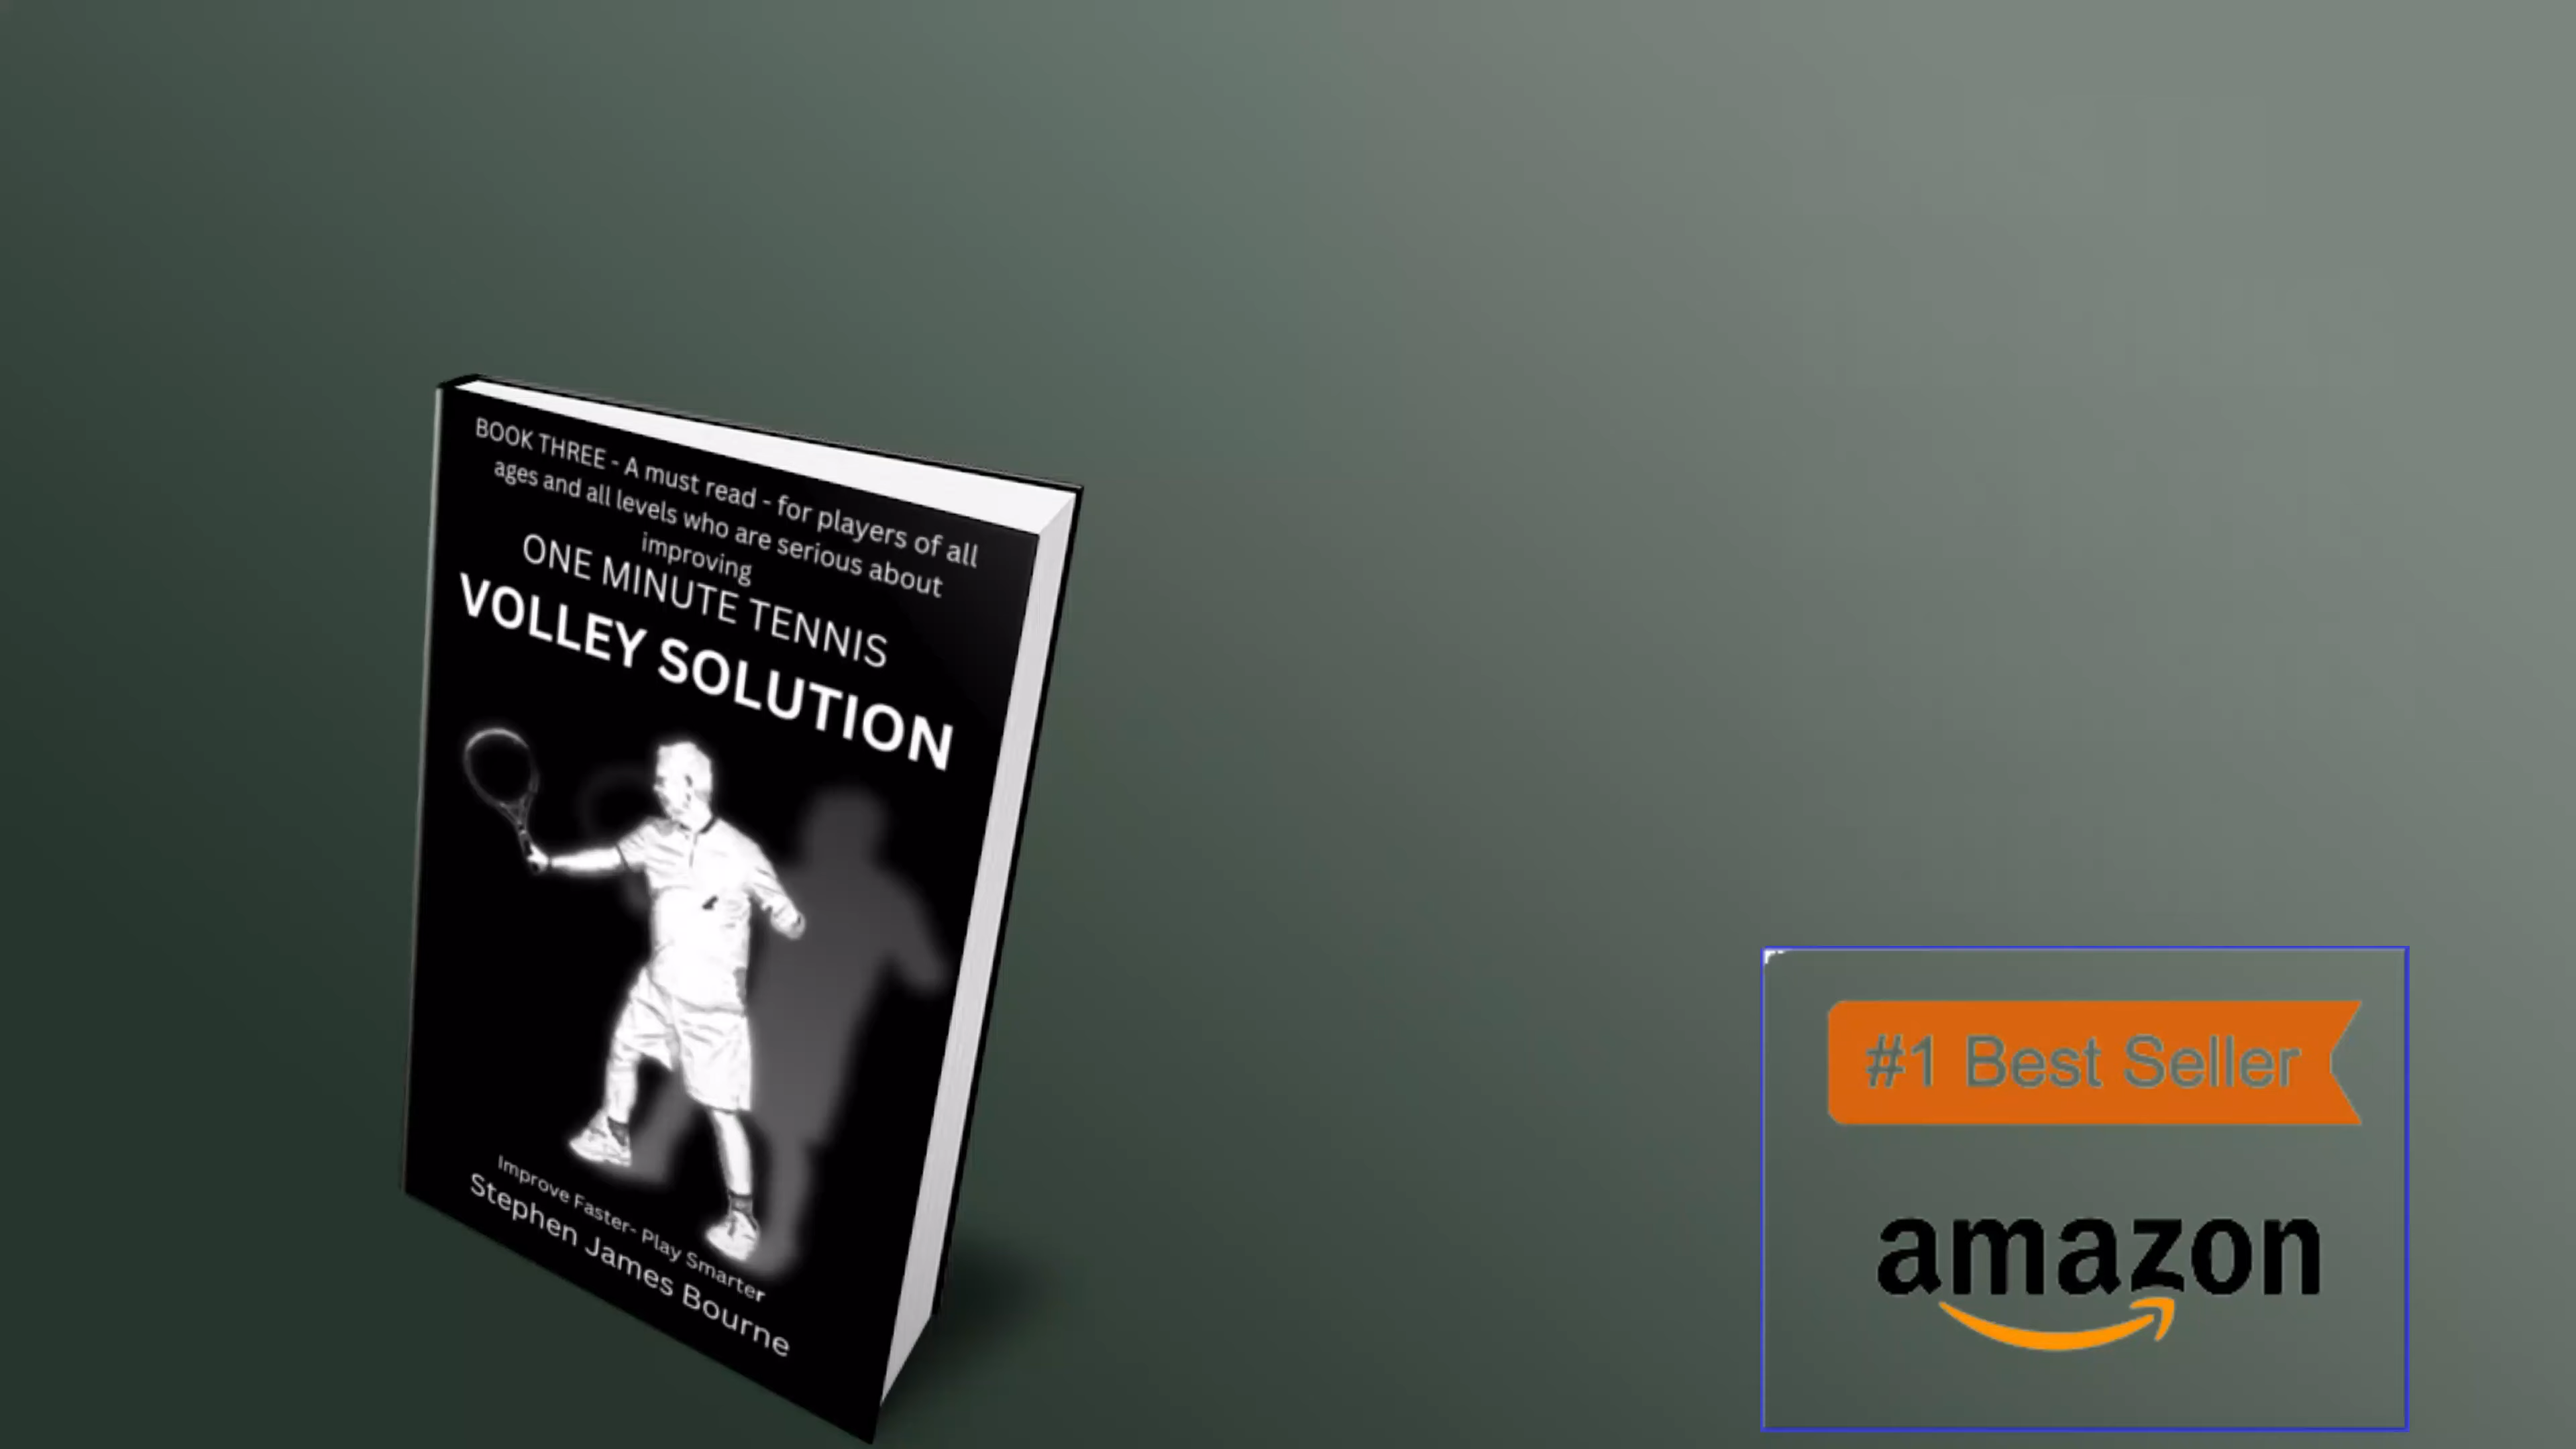 BOOK THREE - A must read - for players of all
ages and all levels who are serious about
improving
ONE MINUTE TENNIS
VOLLEY SOLUTION
Improve Faster- Play Smarter
Stephen James Bourne
#1 Best Seller
amazon